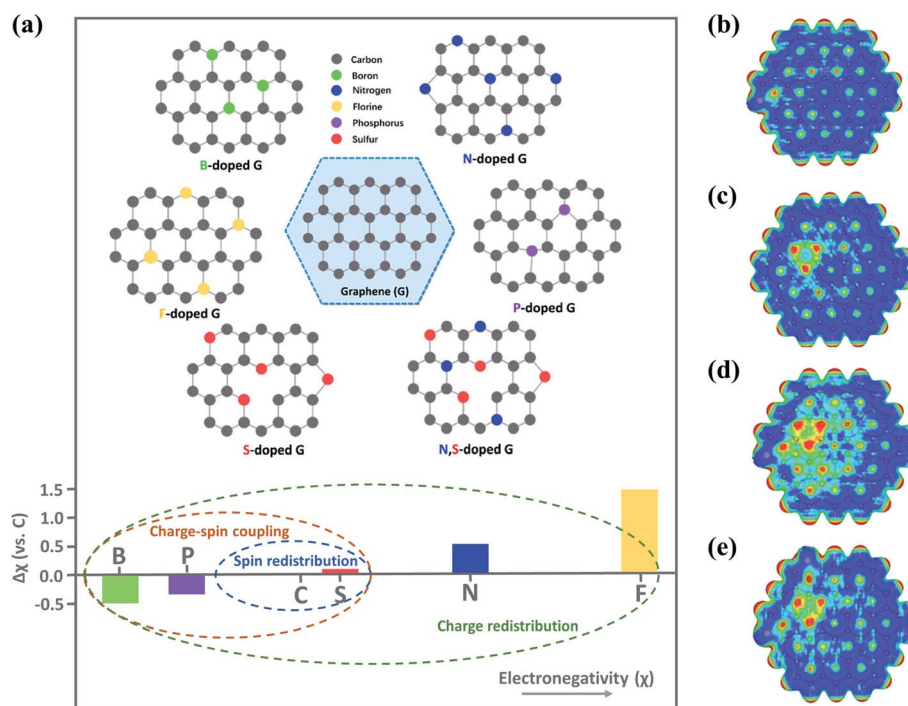 (a)
Carbon
Boron
Nitrogen
Florine
Phosphorus
Sulfur
B-doped G
N-doped G
F-doped G
Graphene (G)
P-doped G
S-doped G
N,S-doped G
Δχ (vs. C)
1.5
1.0
0.5
0.0
-0.5
Charge-spin coupling
Spin redistribution
B
P
C
S
N
F
Charge redistribution
Electronegativity (χ)
(b)
(c)
(d)
(e)